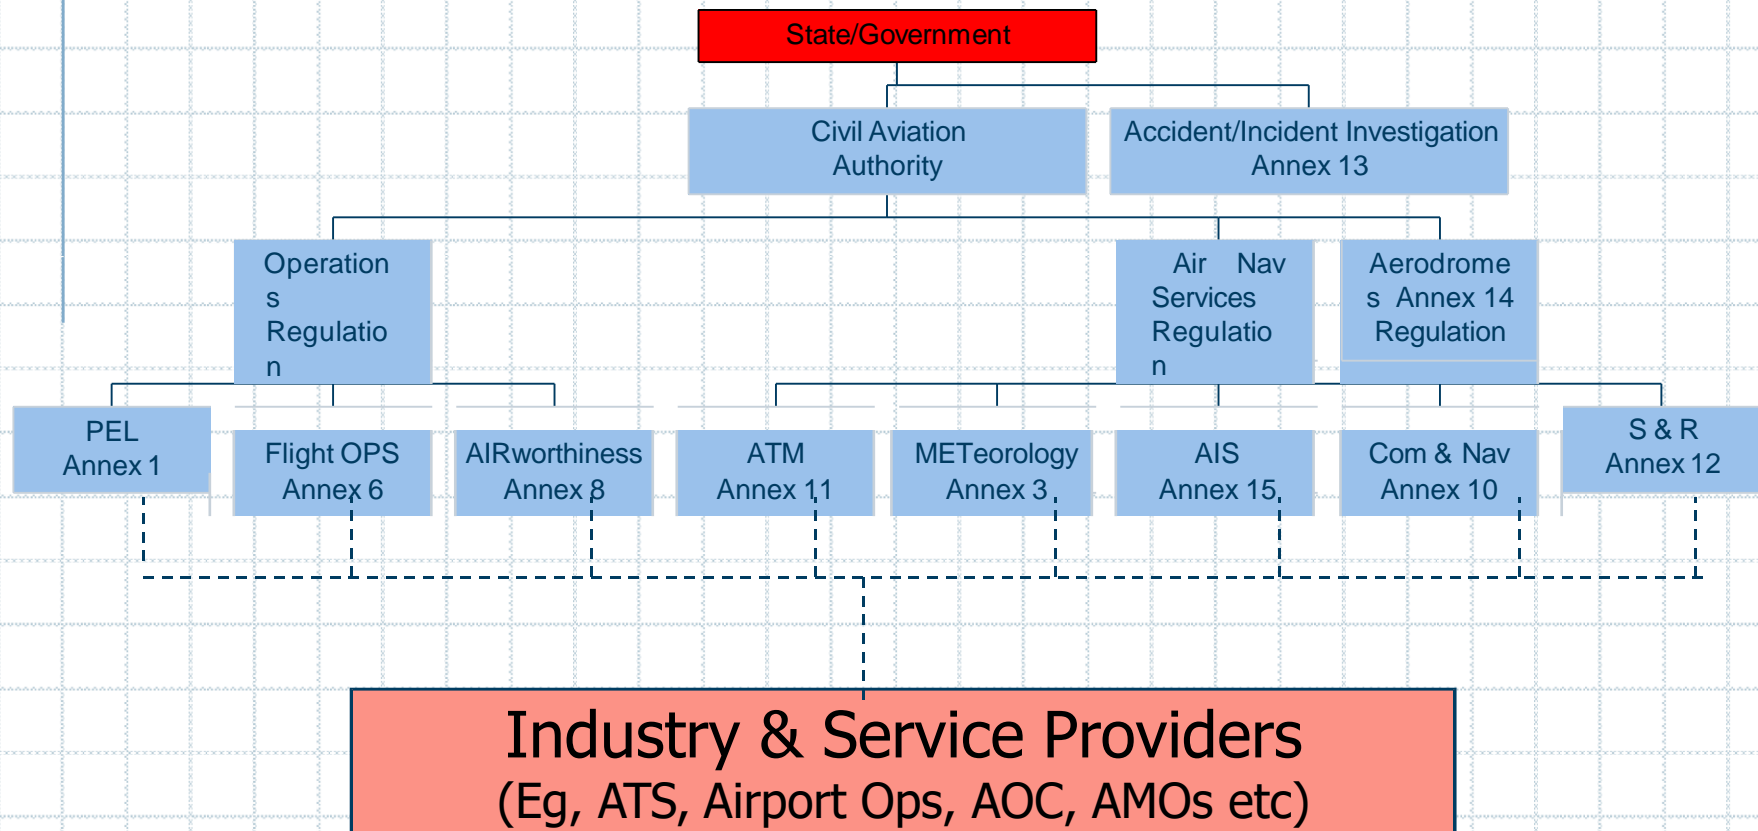 State/Government
Civil Aviation
Authority
Accident/Incident Investigation
Annex 13
Operation
s
Regulatio
n
Air Nav
Services
Regulatio
n
Aerodrome
s Annex 14
Regulation
PEL
Annex 1
Flight OPS
Annex 6
AIRworthiness
Annex 8
ATM
Annex 11
METeorology
Annex 3
AIS
Annex 15
Com & Nav
Annex 10
S & R
Annex 12
Industry & Service Providers
(Eg, ATS, Airport Ops, AOC, AMOs etc)